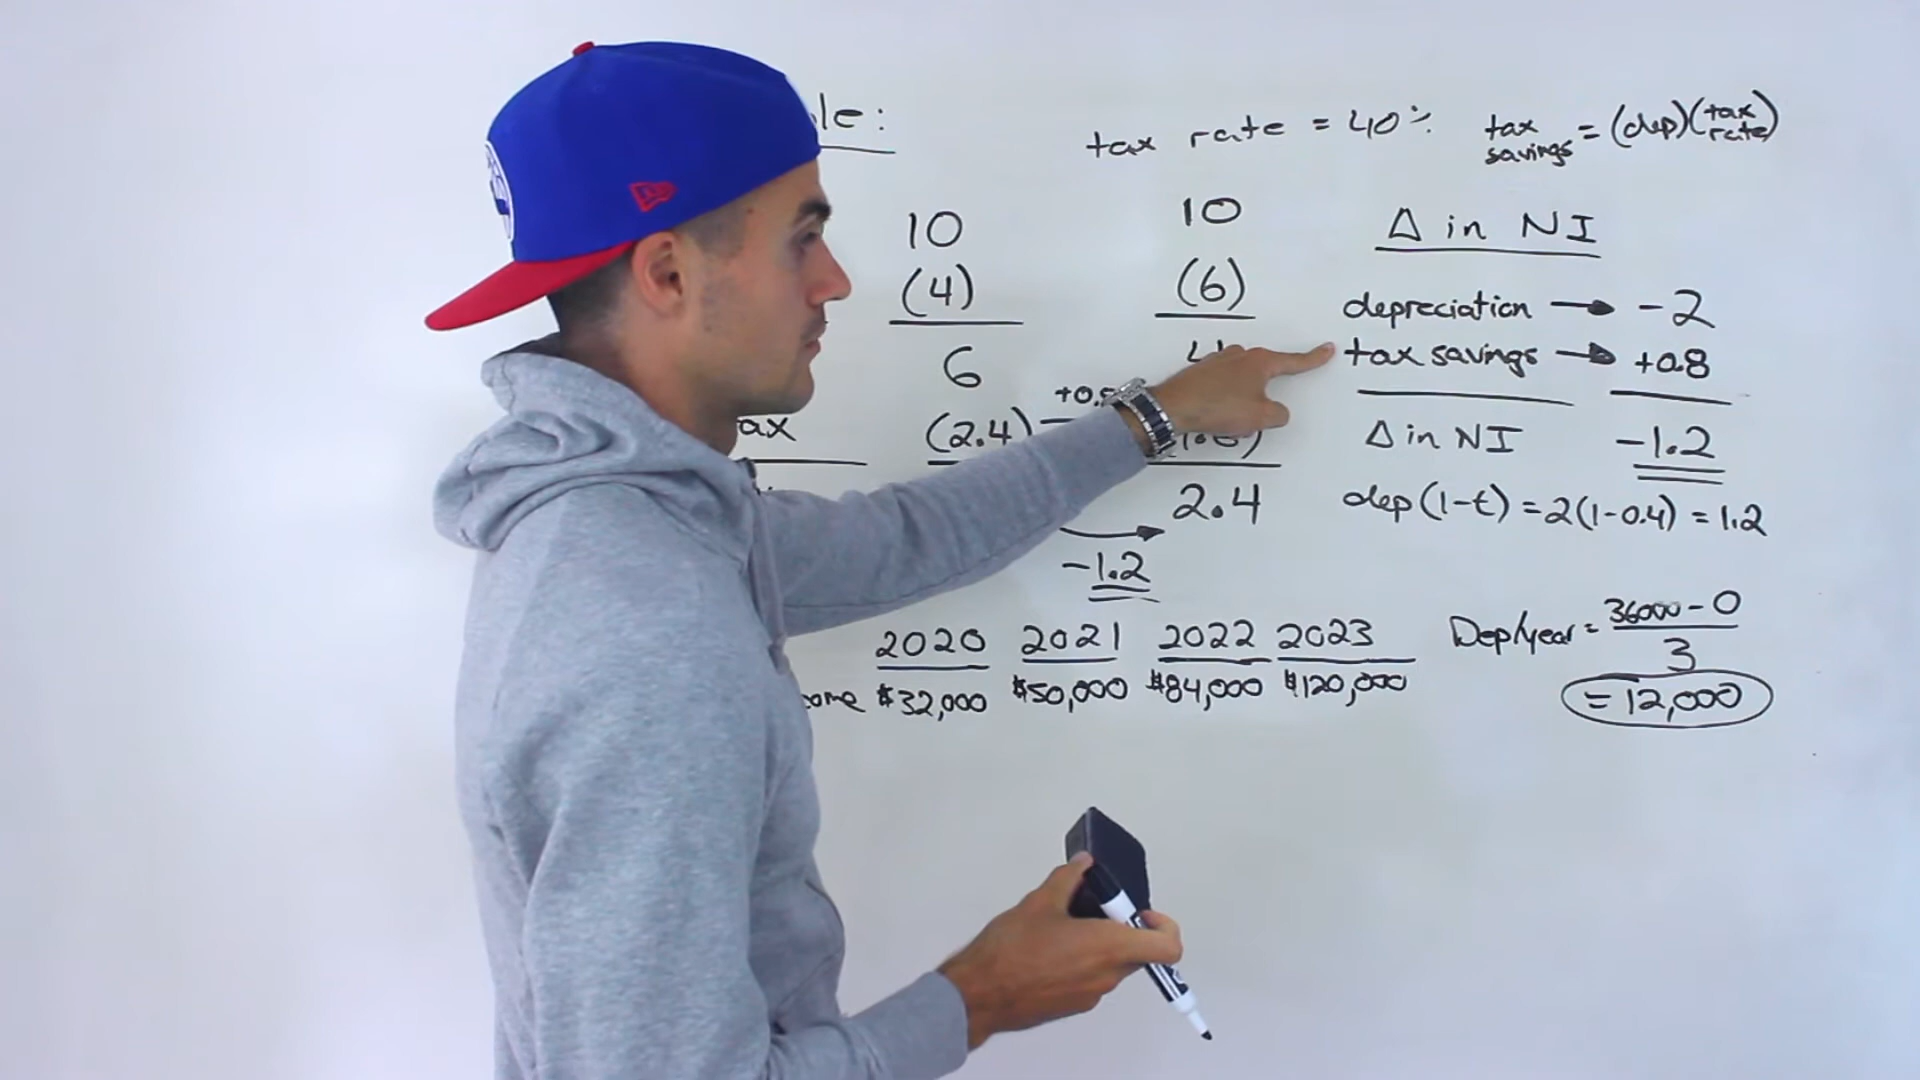 le:
tax rate = 40%
tax savings = (dep)(tax rate)
10
(4)
6
ax
(2.4)
+0.
10
(6)
2.4
-1.2
Δ in NI
depreciation → -2
tax savings → +0.8
Δ in NI -1.2
dep(1-t) = 2(1-0.4) = 1.2
2020 2021 2022 2023
come $32,000 $50,000 $84,000 $120,000
Dep/year = 36000 - 0
3
= 12,000